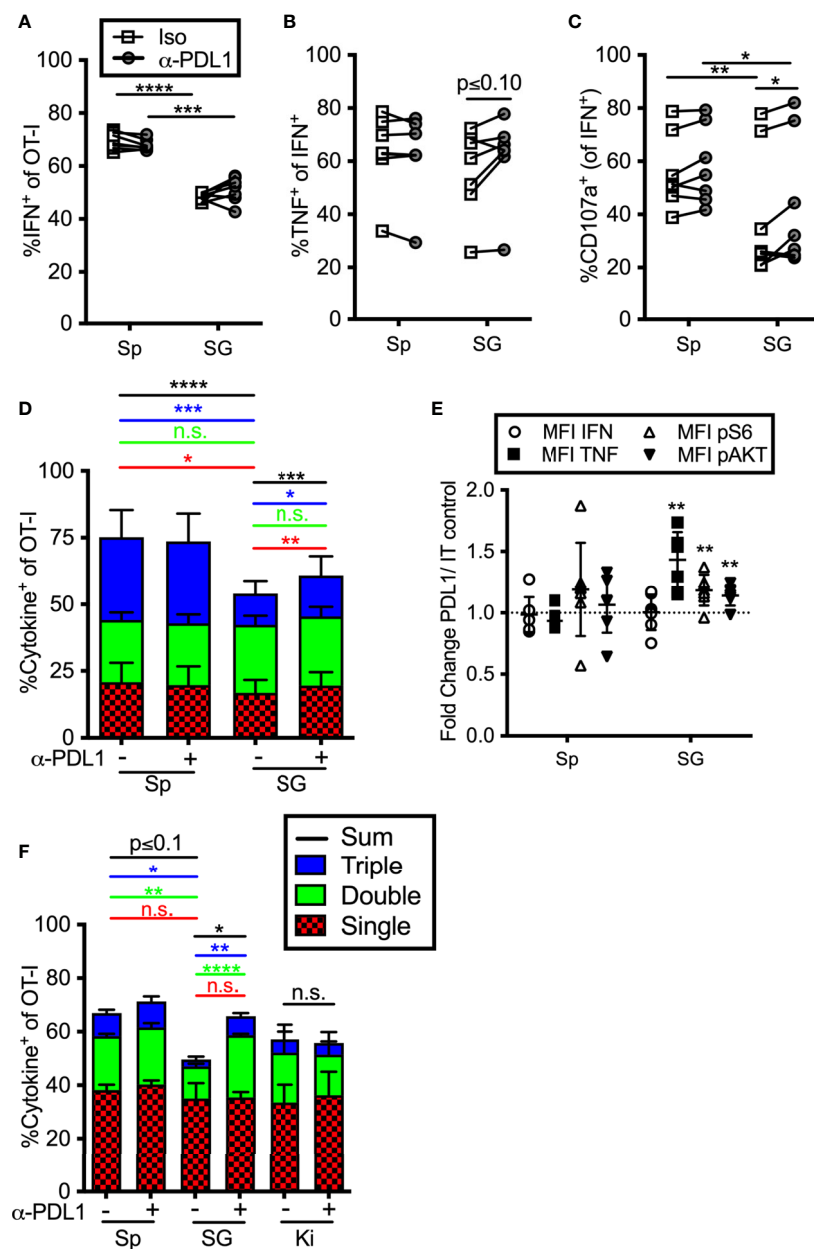 A
Iso
α-PDL1
****
***
%IFN⁺ of OT-I
100
80
60
40
20
0
Sp
SG
B
p≤0.10
%TNF⁺ of IFN⁺
100
80
60
40
20
0
Sp
SG
C
*
**
*
%CD107a⁺ (of IFN⁺)
100
80
60
40
20
0
Sp
SG
D
****
***
n.s.
*
***
*
n.s.
**
%Cytokine⁺ of OT-I
100
75
50
25
0
α-PDL1
-
+
-
+
Sp
SG
E
MFI IFN
MFI pS6
MFI TNF
MFI pAKT
Fold Change PDL1/ IT control
2.0
1.5
1.0
0.5
0.0
**
**
**
Sp
SG
F
Sum
Triple
Double
Single
p≤0.1
*
**
n.s.
*
**
****
n.s.
n.s.
%Cytokine⁺ of OT-I
100
80
60
40
20
0
α-PDL1
-
+
-
+
-
+
Sp
SG
Ki